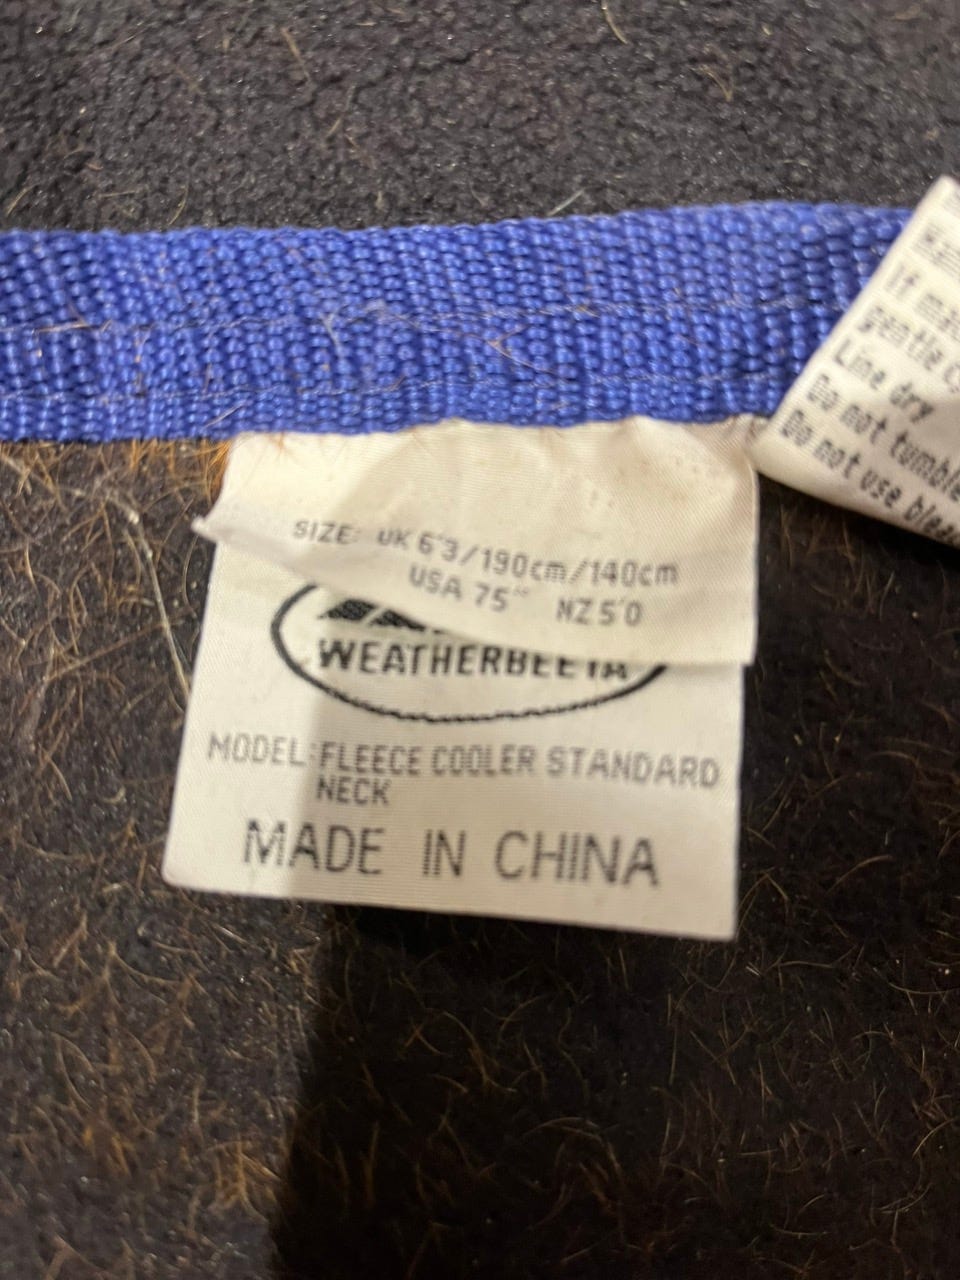 SIZE: UK 6'3/190cm/140cm
USA 75" NZ 5'0
WEATHERBEETA
MODEL: FLEECE COOLER STANDARD
NECK
MADE IN CHINA
If
gentle
Line dry
Do not tumble
Do not use